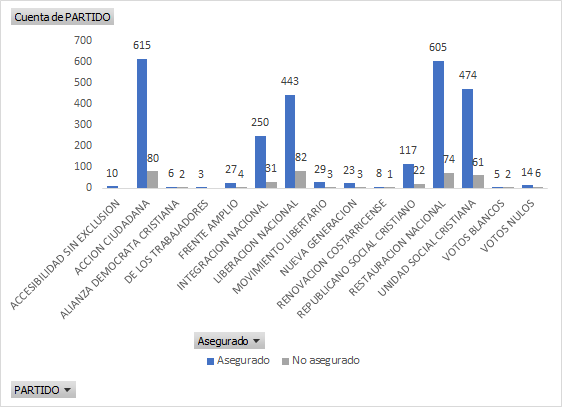 Cuenta de PARTIDO
700
600
500
400
300
200
100
0
10
615
80
6
2
3
27
4
250
31
443
82
29
3
23
3
8
1
117
22
605
74
474
61
5
2
14
6
ACCESIBILIDAD SIN EXCLUSION
ACCION CIUDADANA
ALIANZA DEMOCRATA CRISTIANA
DE LOS TRABAJADORES
FRENTE AMPLIO
INTEGRACION NACIONAL
LIBERACION NACIONAL
MOVIMIENTO LIBERTARIO
NUEVA GENERACION
RENOVACION COSTARRICENSE
REPUBLICANO SOCIAL CRISTIANO
RESTAURACION NACIONAL
UNIDAD SOCIAL CRISTIANA
VOTOS BLANCOS
VOTOS NULOS
Asegurado
Asegurado No asegurado
PARTIDO